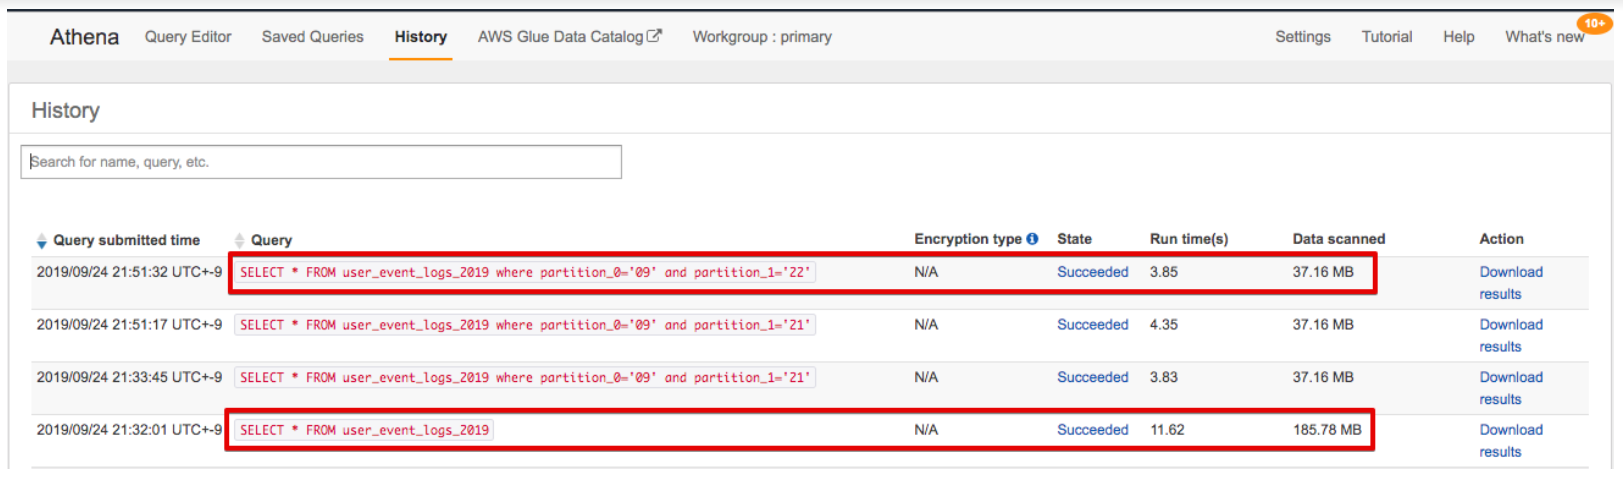 Athena Query Editor Saved Queries History AWS Glue Data Catalog Workgroup : primary Settings Tutorial Help What's new 10+
History
Search for name, query, etc.
Query submitted time Query Encryption type State Run time(s) Data scanned Action
2019/09/24 21:51:32 UTC+-9 SELECT * FROM user_event_logs_2019 where partition_0='09' and partition_1='22' N/A Succeeded 3.85 37.16 MB Download
results
2019/09/24 21:51:17 UTC+-9 SELECT * FROM user_event_logs_2019 where partition_0='09' and partition_1='21' N/A Succeeded 4.35 37.16 MB Download
results
2019/09/24 21:33:45 UTC+-9 SELECT * FROM user_event_logs_2019 where partition_0='09' and partition_1='21' N/A Succeeded 3.83 37.16 MB Download
results
2019/09/24 21:32:01 UTC+-9 SELECT * FROM user_event_logs_2019 N/A Succeeded 11.62 185.78 MB Download
results